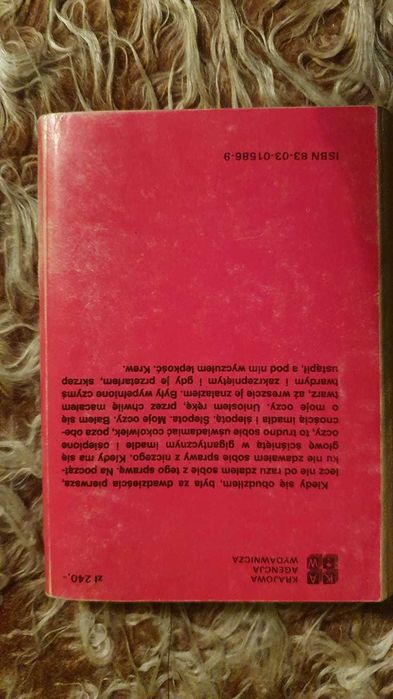 K A W
KRAJOWA
AGENCJA
WYDAWNICZA
zł 240,-
Kiedy się obudziłem, była za dwadzieścia pierwsza,
lecz nie od razu zdałem sobie z tego sprawę. Na począt-
ku nie zdawałem sobie sprawy z niczego. Kiedy ma się
głowę ściśniętą w gigantycznym imadle i oślepione
oczy, to trudno sobie uświadamiać cokolwiek, poza obe-
cnością imadła i ślepotą. Ślepota. Moje oczy. Bałem się
o moje oczy. Uniosłem rękę, przez chwilę macałem
twarz, aż wreszcie je znalazłem. Były wypełnione czymś
twardym i zakrzepniętym i gdy je przetarłem, skrzep
ustąpił, a pod nim wyczułem lepkość. Krew.
ISBN 83-03-01586-9